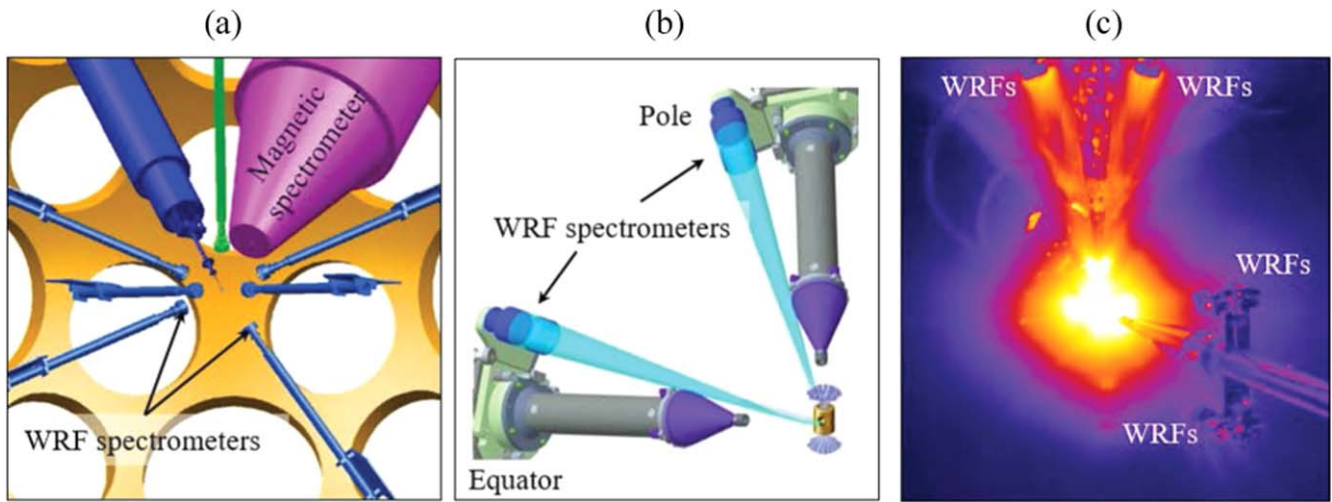 (a)
(b)
(c)
Magnetic
spectrometer
WRF spectrometers
Pole
WRF spectrometers
Equator
WRFs
WRFs
WRFs
WRFs